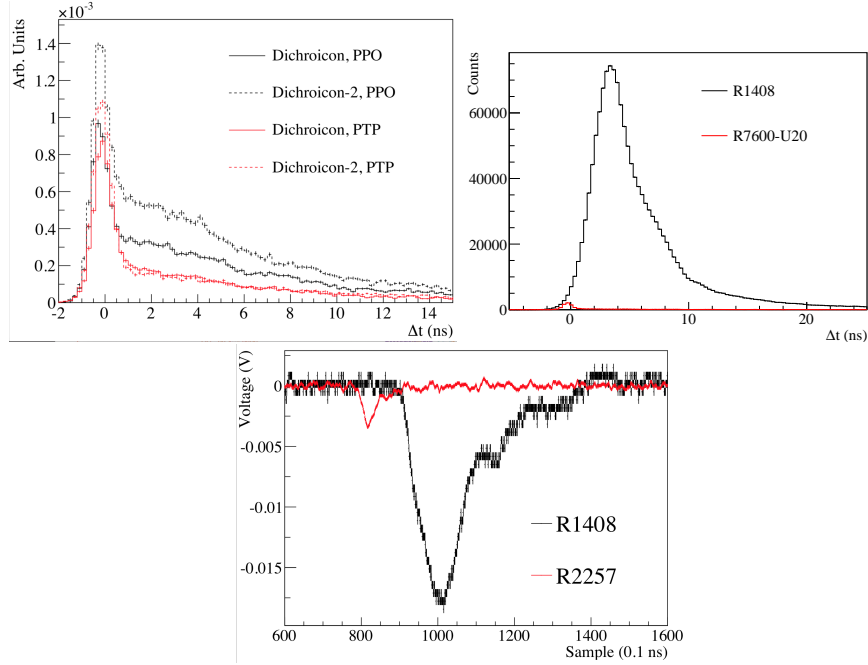 Arb. Units
×10⁻³
1.4
1.2
1
0.8
0.6
0.4
0.2
0
-2
0
2
4
6
8
10
12
14
Δt (ns)
Dichroicon, PPO
Dichroicon-2, PPO
Dichroicon, PTP
Dichroicon-2, PTP
Counts
60000
40000
20000
0
0
10
20
Δt (ns)
R1408
R7600-U20
Voltage (V)
0
-0.005
-0.01
-0.015
600
800
1000
1200
1400
1600
Sample (0.1 ns)
R1408
R2257